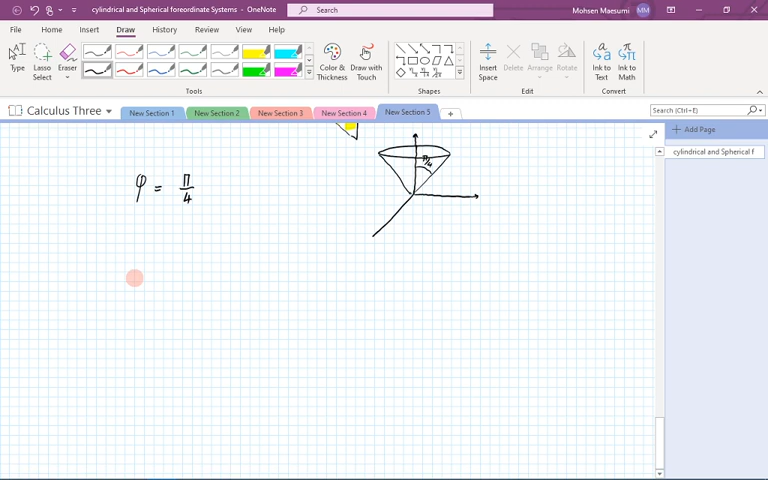 cylindrical and Spherical foreordinate Systems - OneNote
Search
Mohsen Maesumi
MM
File
Home
Insert
Draw
History
Review
View
Help
Type
Lasso Select
Eraser
Color & Thickness
Draw with Touch
Insert Space
Delete
Arrange
Rotate
Ink to Text
Ink to Math
Tools
Shapes
Edit
Convert
Calculus Three
New Section 1
New Section 2
New Section 3
New Section 4
New Section 5
Search (Ctrl+E)
Add Page
cylindrical and Spherical f
φ = π/4
π/4